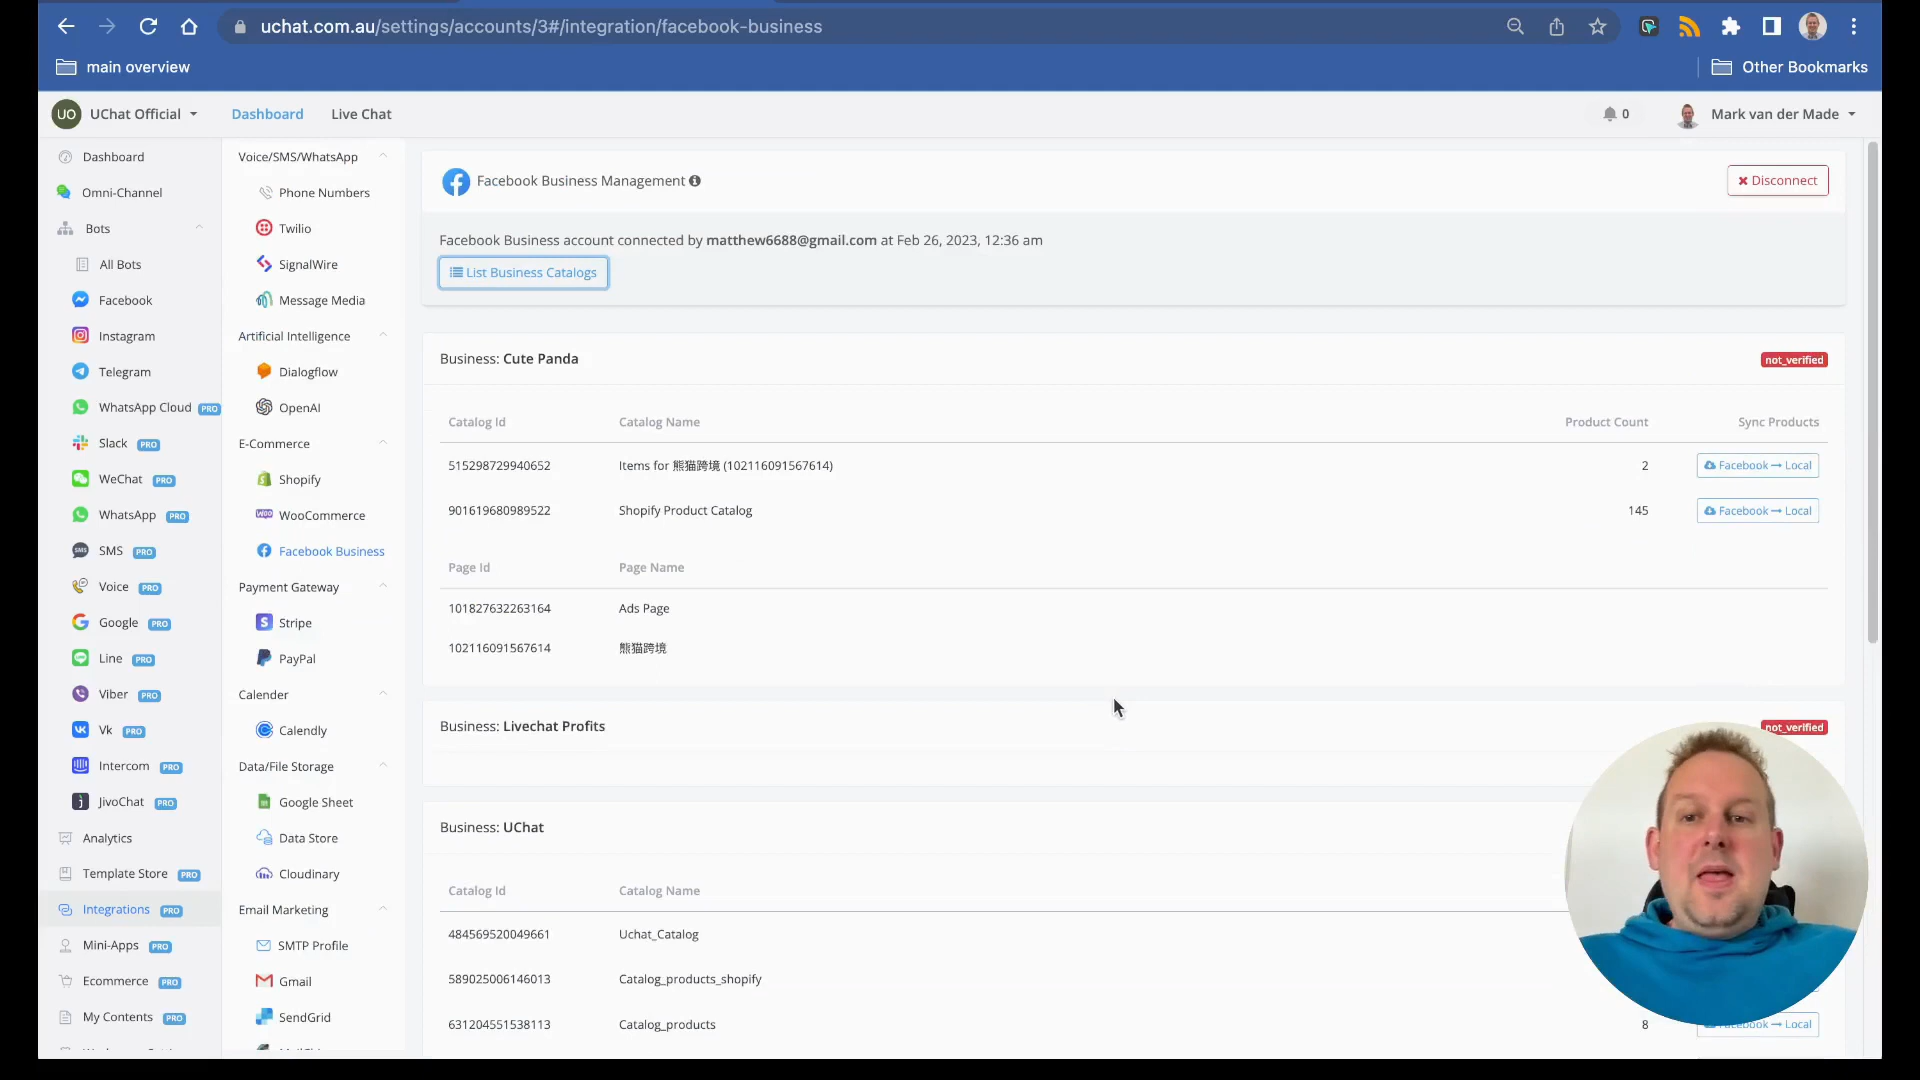 uchat.com.au/settings/accounts/3#/integration/facebook-business
main overview
Other Bookmarks
UO UChat Official
Dashboard
Live Chat
0
Mark van der Made
Dashboard
Omni-Channel
Bots
All Bots
Facebook
Instagram
Telegram
WhatsApp Cloud PRO
Slack PRO
WeChat PRO
WhatsApp PRO
SMS PRO
Voice PRO
Google PRO
Line PRO
Viber PRO
Vk PRO
Intercom PRO
JivoChat PRO
Analytics
Template Store PRO
Integrations PRO
Mini-Apps PRO
Ecommerce PRO
My Contents PRO
Voice/SMS/WhatsApp
Phone Numbers
Twilio
SignalWire
Message Media
Artificial Intelligence
Dialogflow
OpenAI
E-Commerce
Shopify
WooCommerce
Facebook Business
Payment Gateway
Stripe
PayPal
Calender
Calendly
Data/File Storage
Google Sheet
Data Store
Cloudinary
Email Marketing
SMTP Profile
Gmail
SendGrid
Facebook Business Management
Disconnect
Facebook Business account connected by matthew6688@gmail.com at Feb 26, 2023, 12:36 am
List Business Catalogs
Business: Cute Panda
not_verified
Catalog Id Catalog Name Product Count Sync Products
515298729940652 Items for 熊猫跨境 (102116091567614) 2 Facebook → Local
901619680989522 Shopify Product Catalog 145 Facebook → Local
Page Id Page Name
101827632263164 Ads Page
102116091567614 熊猫跨境
Business: Livechat Profits
not_verified
Business: UChat
Catalog Id Catalog Name
484569520049661 Uchat_Catalog
589025006146013 Catalog_products_shopify
631204551538113 Catalog_products 8 Facebook → Local